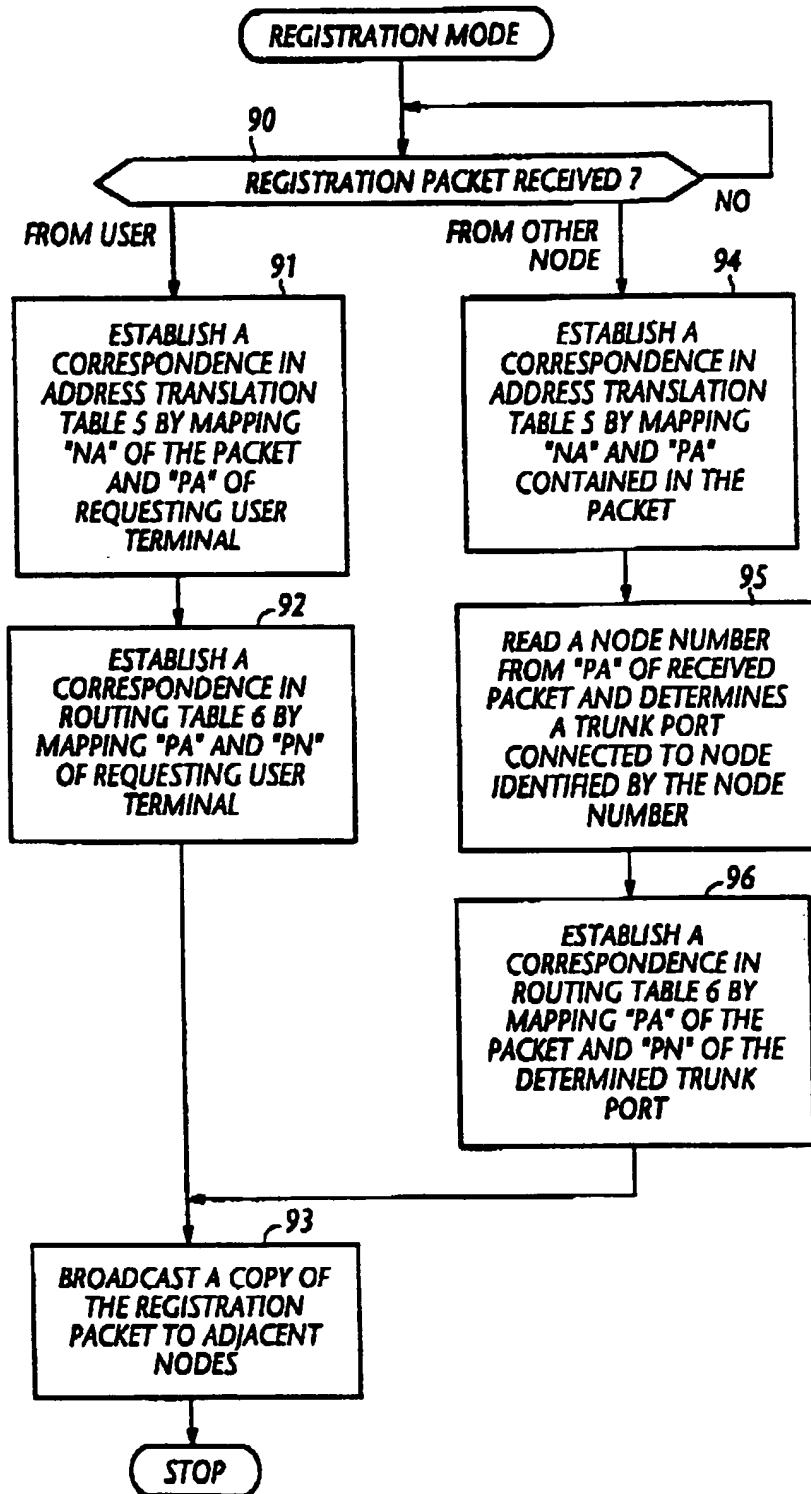 REGISTRATION MODE
90
REGISTRATION PACKET RECEIVED ?
NO
FROM USER
FROM OTHER
NODE
91
ESTABLISH A
CORRESPONDENCE IN
ADDRESS TRANSLATION
TABLE 5 BY MAPPING
"NA" OF THE PACKET
AND "PA" OF
REQUESTING USER
TERMINAL
92
ESTABLISH A
CORRESPONDENCE IN
ROUTING TABLE 6 BY
MAPPING "PA" AND "PN"
OF REQUESTING USER
TERMINAL
94
ESTABLISH A
CORRESPONDENCE IN
ADDRESS TRANSLATION
TABLE 5 BY MAPPING
"NA" AND "PA"
CONTAINED IN THE
PACKET
95
READ A NODE NUMBER
FROM "PA" OF RECEIVED
PACKET AND DETERMINES
A TRUNK PORT
CONNECTED TO NODE
IDENTIFIED BY THE NODE
NUMBER
96
ESTABLISH A
CORRESPONDENCE IN
ROUTING TABLE 6 BY
MAPPING "PA" OF THE
PACKET AND "PN" OF THE
DETERMINED TRUNK
PORT
93
BROADCAST A COPY OF
THE REGISTRATION
PACKET TO ADJACENT
NODES
STOP